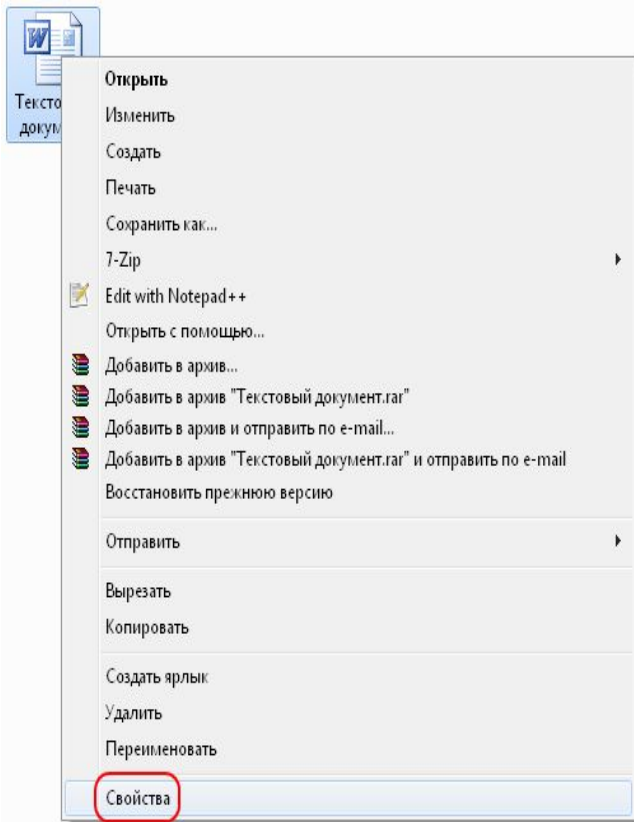 Тексто
докум
Открыть
Изменить
Создать
Печать
Сохранить как...
7-Zip
Edit with Notepad++
Открыть с помощью...
Добавить в архив...
Добавить в архив "Текстовый документ.rar"
Добавить в архив и отправить по e-mail...
Добавить в архив "Текстовый документ.rar" и отправить по e-mail
Восстановить прежнюю версию
Отправить
Вырезать
Копировать
Создать ярлык
Удалить
Переименовать
Свойства